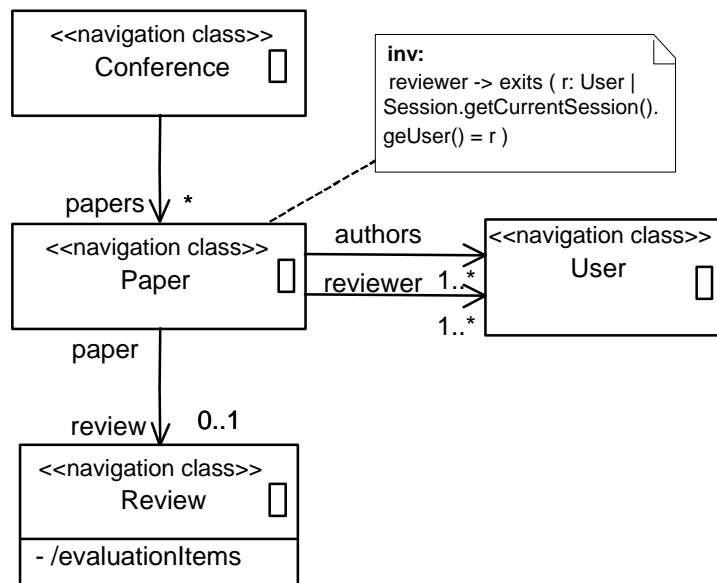 <<navigation class>>
Conference
inv:
reviewer -> exits ( r: User |
Session.getCurrentSession().
geUser() = r )
papers *
<<navigation class>>
Paper
authors
1..*
reviewer
1..*
<<navigation class>>
User
paper
review 0..1
<<navigation class>>
Review
- /evaluationItems